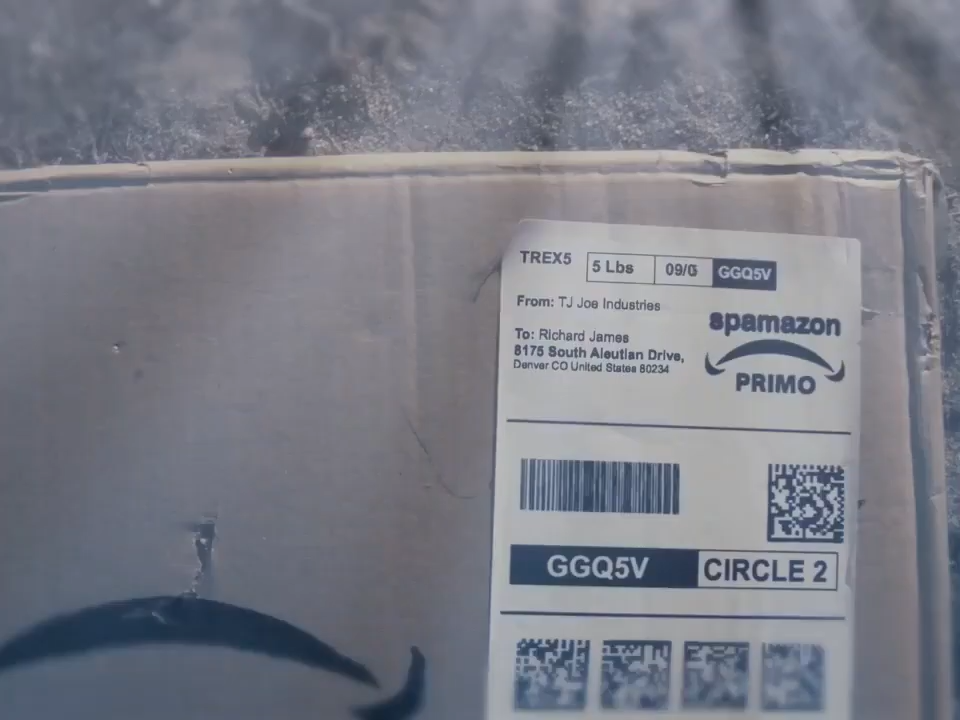 TREX5 5 Lbs 09/G GGQ5V
From: TJ Joe Industries
spamazon
PRIMO
To: Richard James
8175 South Aleutian Drive,
Denver CO United States 80234
GGQ5V CIRCLE 2